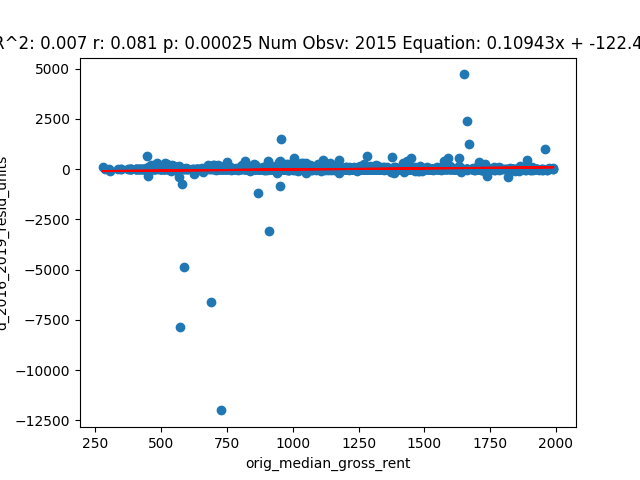 R^2: 0.007 r: 0.081 p: 0.00025 Num Obsv: 2015 Equation: 0.10943x + -122.4
5000
2500
0
−2500
−5000
−7500
−10000
−12500
d_2016_2019_resid_units
250 500 750 1000 1250 1500 1750 2000
orig_median_gross_rent